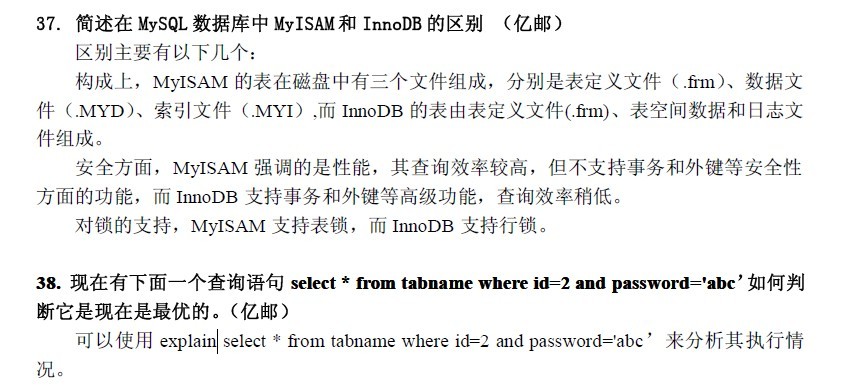 37. 简述在 MySQL 数据库中 MyISAM 和 InnoDB 的区别 （亿邮）
区别主要有以下几个：
构成上，MyISAM 的表在磁盘中有三个文件组成，分别是表定义文件（.frm）、数据文
件（.MYD）、索引文件（.MYI）,而 InnoDB 的表由表定义文件(.frm)、表空间数据和日志文
件组成。
安全方面，MyISAM 强调的是性能，其查询效率较高，但不支持事务和外键等安全性
方面的功能，而 InnoDB 支持事务和外键等高级功能，查询效率稍低。
对锁的支持，MyISAM 支持表锁，而 InnoDB 支持行锁。
38. 现在有下面一个查询语句 select * from tabname where id=2 and password='abc’如何判
断它是现在是最优的。（亿邮）
可以使用 explain select * from tabname where id=2 and password='abc’来分析其执行情
况。